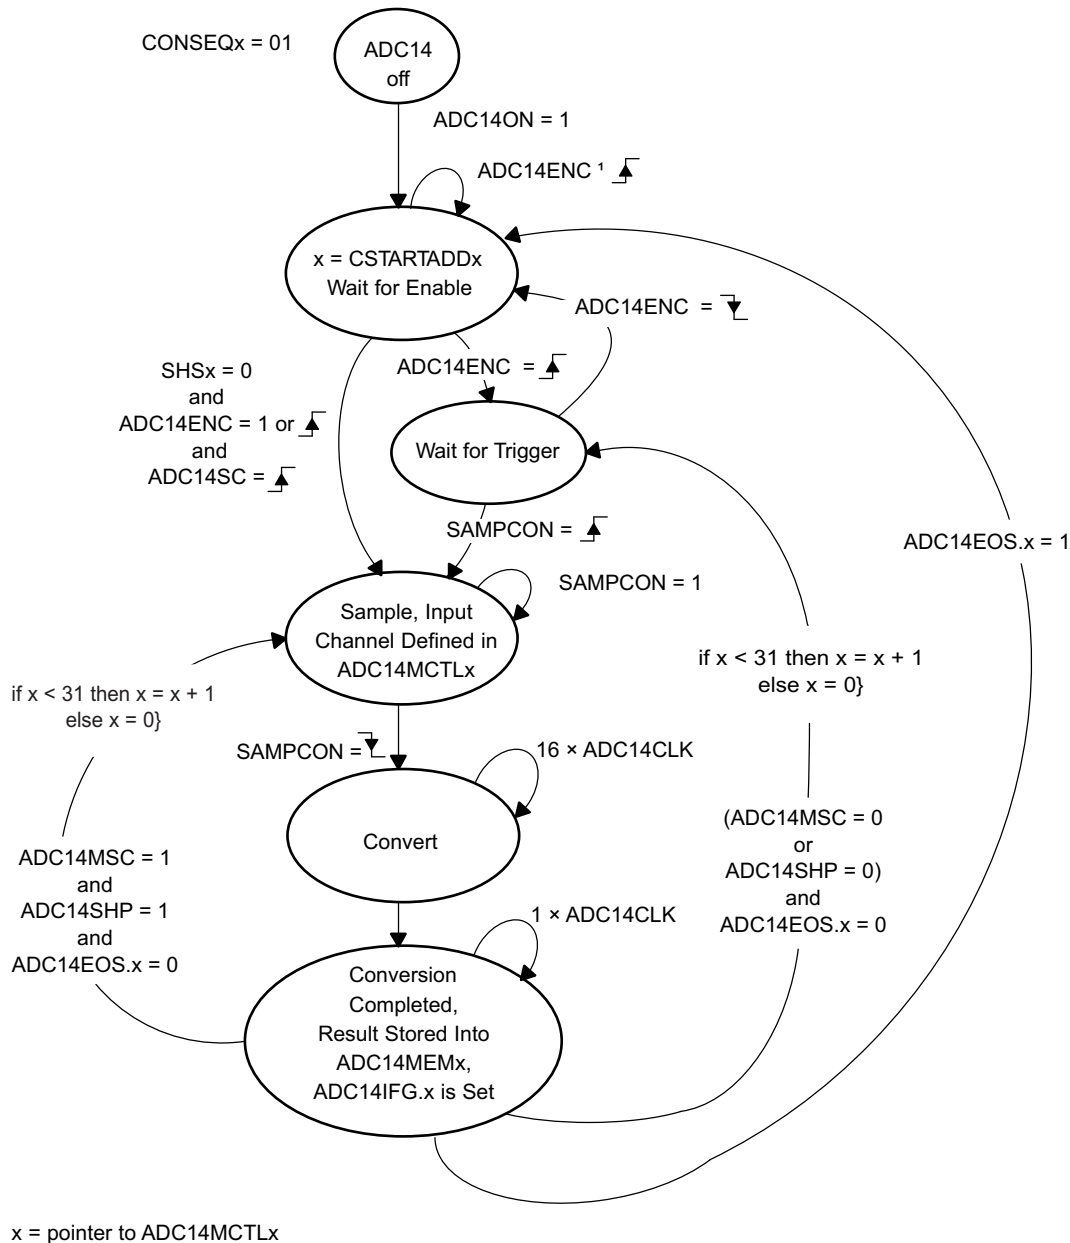 CONSEQx = 01
ADC14
off
ADC14ON = 1
ADC14ENC ¹
x = CSTARTADDx
Wait for Enable
ADC14ENC =
SHSx = 0
and
ADC14ENC = 1 or
and
ADC14SC =
ADC14ENC =
Wait for Trigger
SAMPCON =
ADC14EOS.x = 1
SAMPCON = 1
Sample, Input
Channel Defined in
ADC14MCTLx
if x < 31 then x = x + 1
else x = 0}
if x < 31 then x = x + 1
else x = 0}
SAMPCON =
16 × ADC14CLK
Convert
(ADC14MSC = 0
or
ADC14SHP = 0)
and
ADC14EOS.x = 0
ADC14MSC = 1
and
ADC14SHP = 1
and
ADC14EOS.x = 0
1 × ADC14CLK
Conversion
Completed,
Result Stored Into
ADC14MEMx,
ADC14IFG.x is Set
x = pointer to ADC14MCTLx